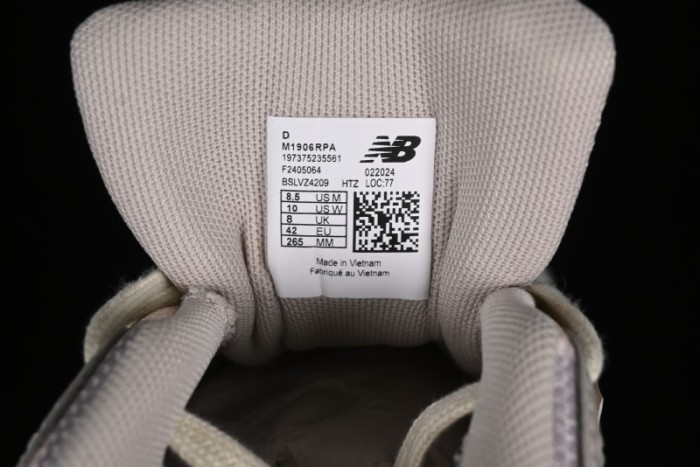 D
M1906RPA
197375235561
F2405064
BSLVZ4209 HTZ
NB
022024
LOC:77
8.5 US M
10 US W
8 UK
42 EU
265 MM
Made in Vietnam
Fabriqué au Vietnam